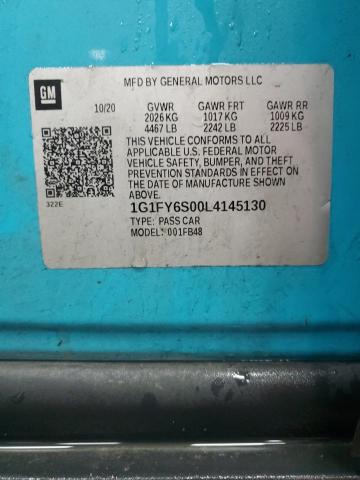 GM
MFD BY GENERAL MOTORS LLC
10/20 GVWR GAWR FRT GAWR RR
2026 KG 1017 KG 1009 KG
4467 LB 2242 LB 2225 LB
THIS VEHICLE CONFORMS TO ALL
APPLICABLE U.S. FEDERAL MOTOR
VEHICLE SAFETY, BUMPER, AND THEFT
PREVENTION STANDARDS IN EFFECT ON
THE DATE OF MANUFACTURE SHOWN
ABOVE.
322E
1G1FY6S00L4145130
TYPE: PASS CAR
MODEL: 001FB48